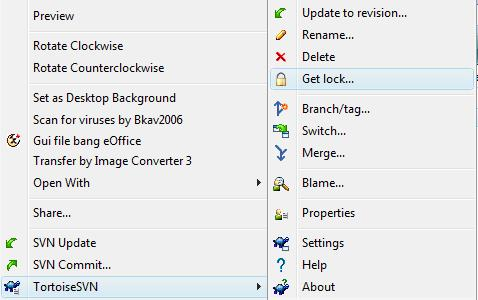 Preview
Rotate Clockwise
Rotate Counterclockwise
Set as Desktop Background
Scan for viruses by Bkav2006
Gui file bang eOffice
Transfer by Image Converter 3
Open With
Share...
SVN Update
SVN Commit...
TortoiseSVN
Update to revision...
Rename...
Delete
Get lock...
Branch/tag...
Switch...
Merge...
Blame...
Properties
Settings
Help
About